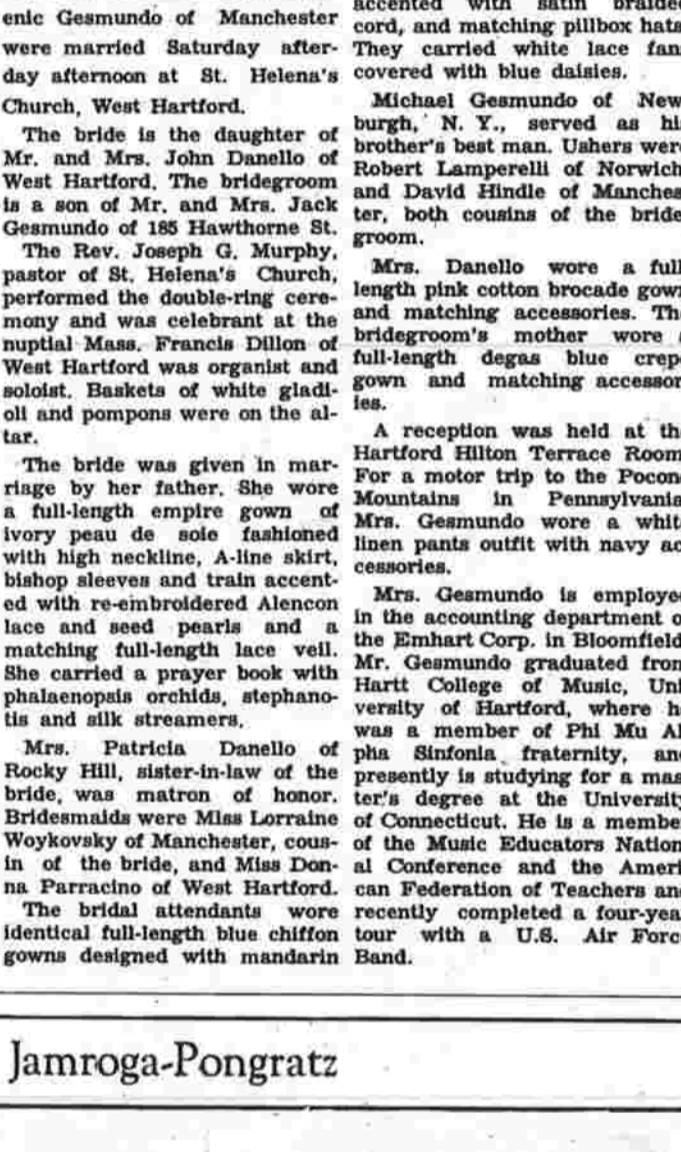 enic Gesmundo of Manchester
were married Saturday after-
day afternoon at St. Helena's
Church, West Hartford.
The bride is the daughter of
Mr. and Mrs. John Danello of
West Hartford. The bridegroom
is a son of Mr. and Mrs. Jack
Gesmundo of 185 Hawthorne St.
The Rev. Joseph G. Murphy,
pastor of St. Helena's Church,
performed the double-ring cere-
mony and was celebrant at the
nuptial Mass. Francis Dillon of
West Hartford was organist and
soloist. Baskets of white gladi-
oli and pompons were on the al-
tar.
The bride was given in mar-
riage by her father. She wore
a full-length empire gown of
ivory peau de soie fashioned
with high neckline, A-line skirt,
bishop sleeves and train accent-
ed with re-embroidered Alencon
lace and seed pearls and a
matching full-length lace veil.
She carried a prayer book with
phalaenopsis orchids, stephano-
tis and silk streamers.
Mrs. Patricia Danello of
Rocky Hill, sister-in-law of the
bride, was matron of honor.
Bridesmaids were Miss Lorraine
Woykovsky of Manchester, cous-
in of the bride, and Miss Don-
na Parracino of West Hartford.
The bridal attendants wore
identical full-length blue chiffon
gowns designed with mandarin
accented with satin braided
cord, and matching pillbox hats
They carried white lace fans
covered with blue daisies.
Michael Gesmundo of New-
burgh, N. Y., served as his
brother's best man. Ushers were
Robert Lamperelli of Norwich
and David Hindle of Manches
ter, both cousins of the bride
groom.
Mrs. Danello wore a full
length pink cotton brocade gown
and matching accessories. The
bridegroom's mother wore a
full-length degas blue crepe
gown and matching accessor
ies.
A reception was held at the
Hartford Hilton Terrace Room
For a motor trip to the Pocono
Mountains in Pennsylvania
Mrs. Gesmundo wore a white
linen pants outfit with navy ac
cessories.
Mrs. Gesmundo is employed
in the accounting department o
the Emhart Corp. in Bloomfield
Mr. Gesmundo graduated from
Hartt College of Music, Uni
versity of Hartford, where he
was a member of Phi Mu Al
pha Sinfonia fraternity, and
presently is studying for a mas
ter's degree at the University
of Connecticut. He is a member
of the Music Educators Nation
al Conference and the Ameri
can Federation of Teachers and
recently completed a four-year
tour with a U.S. Air Force
Band.
Jamroga-Pongratz